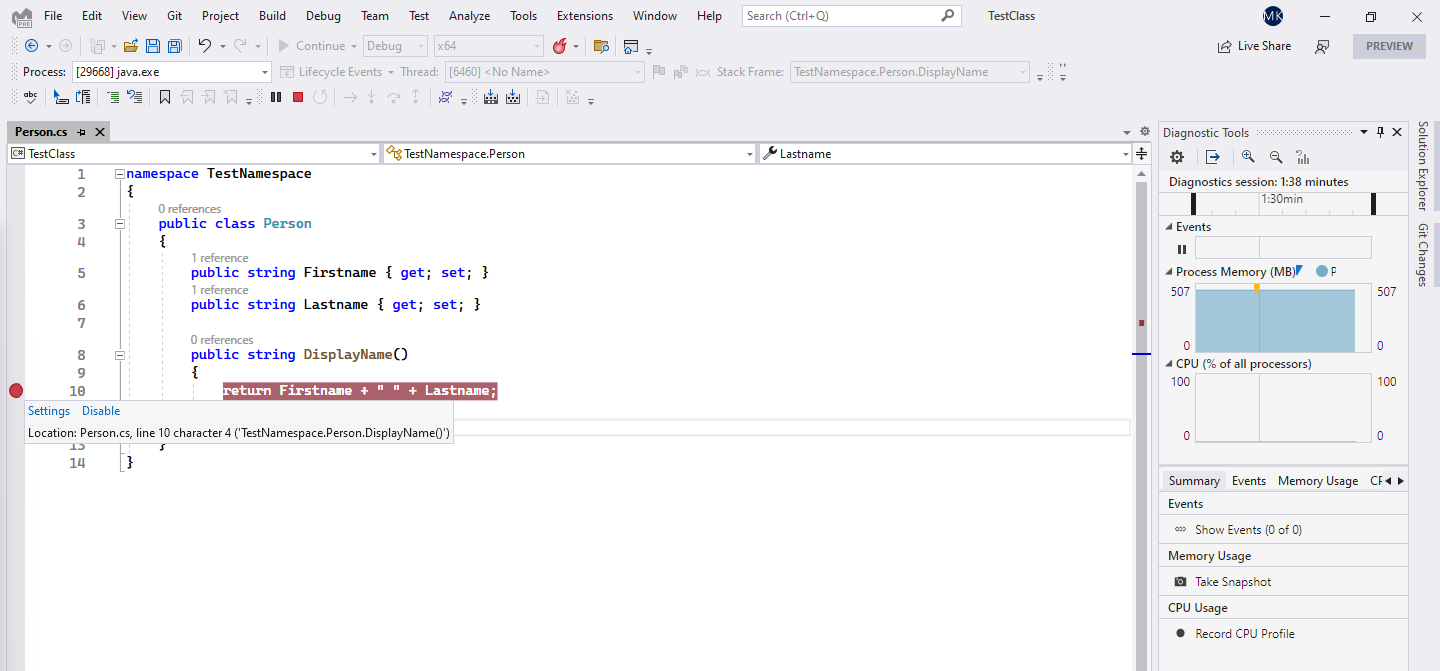 File Edit View Git Project Build Debug Team Test Analyze Tools Extensions Window Help Search (Ctrl+Q) TestClass MK
PRE
Continue Debug x64 Live Share PREVIEW
Process: [29668] java.exe Lifecycle Events Thread: [6460] <No Name> Stack Frame: TestNamespace.Person.DisplayName
abc
Person.cs
C# TestClass TestNamespace.Person Lastname
1 namespace TestNamespace
2 {
0 references
3 public class Person
4 {
1 reference
5 public string Firstname { get; set; }
1 reference
6 public string Lastname { get; set; }
7
0 references
8 public string DisplayName()
9 {
10 return Firstname + " " + Lastname;
Settings Disable
Location: Person.cs, line 10 character 4 ('TestNamespace.Person.DisplayName()')
13 }
14 }
Diagnostic Tools
Diagnostics session: 1:38 minutes
1:30min
Events
Process Memory (MB) P
507 507
0 0
CPU (% of all processors)
100 100
0 0
Summary Events Memory Usage CP
Events
Show Events (0 of 0)
Memory Usage
Take Snapshot
CPU Usage
Record CPU Profile
Solution Explorer
Git Changes